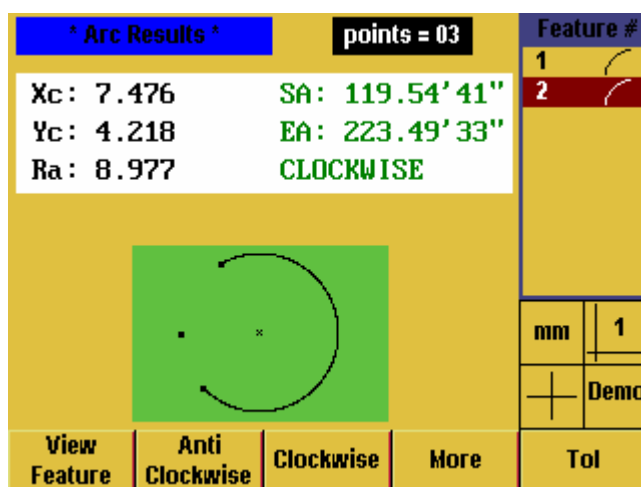 * Arc Results *
points = 03
Xc: 7.476
SA: 119.54'41"
Yc: 4.218
EA: 223.49'33"
Ra: 8.977
CLOCKWISE
Feature #
1
2
mm
1
Demo
View
Feature
Anti
Clockwise
Clockwise
More
Tol